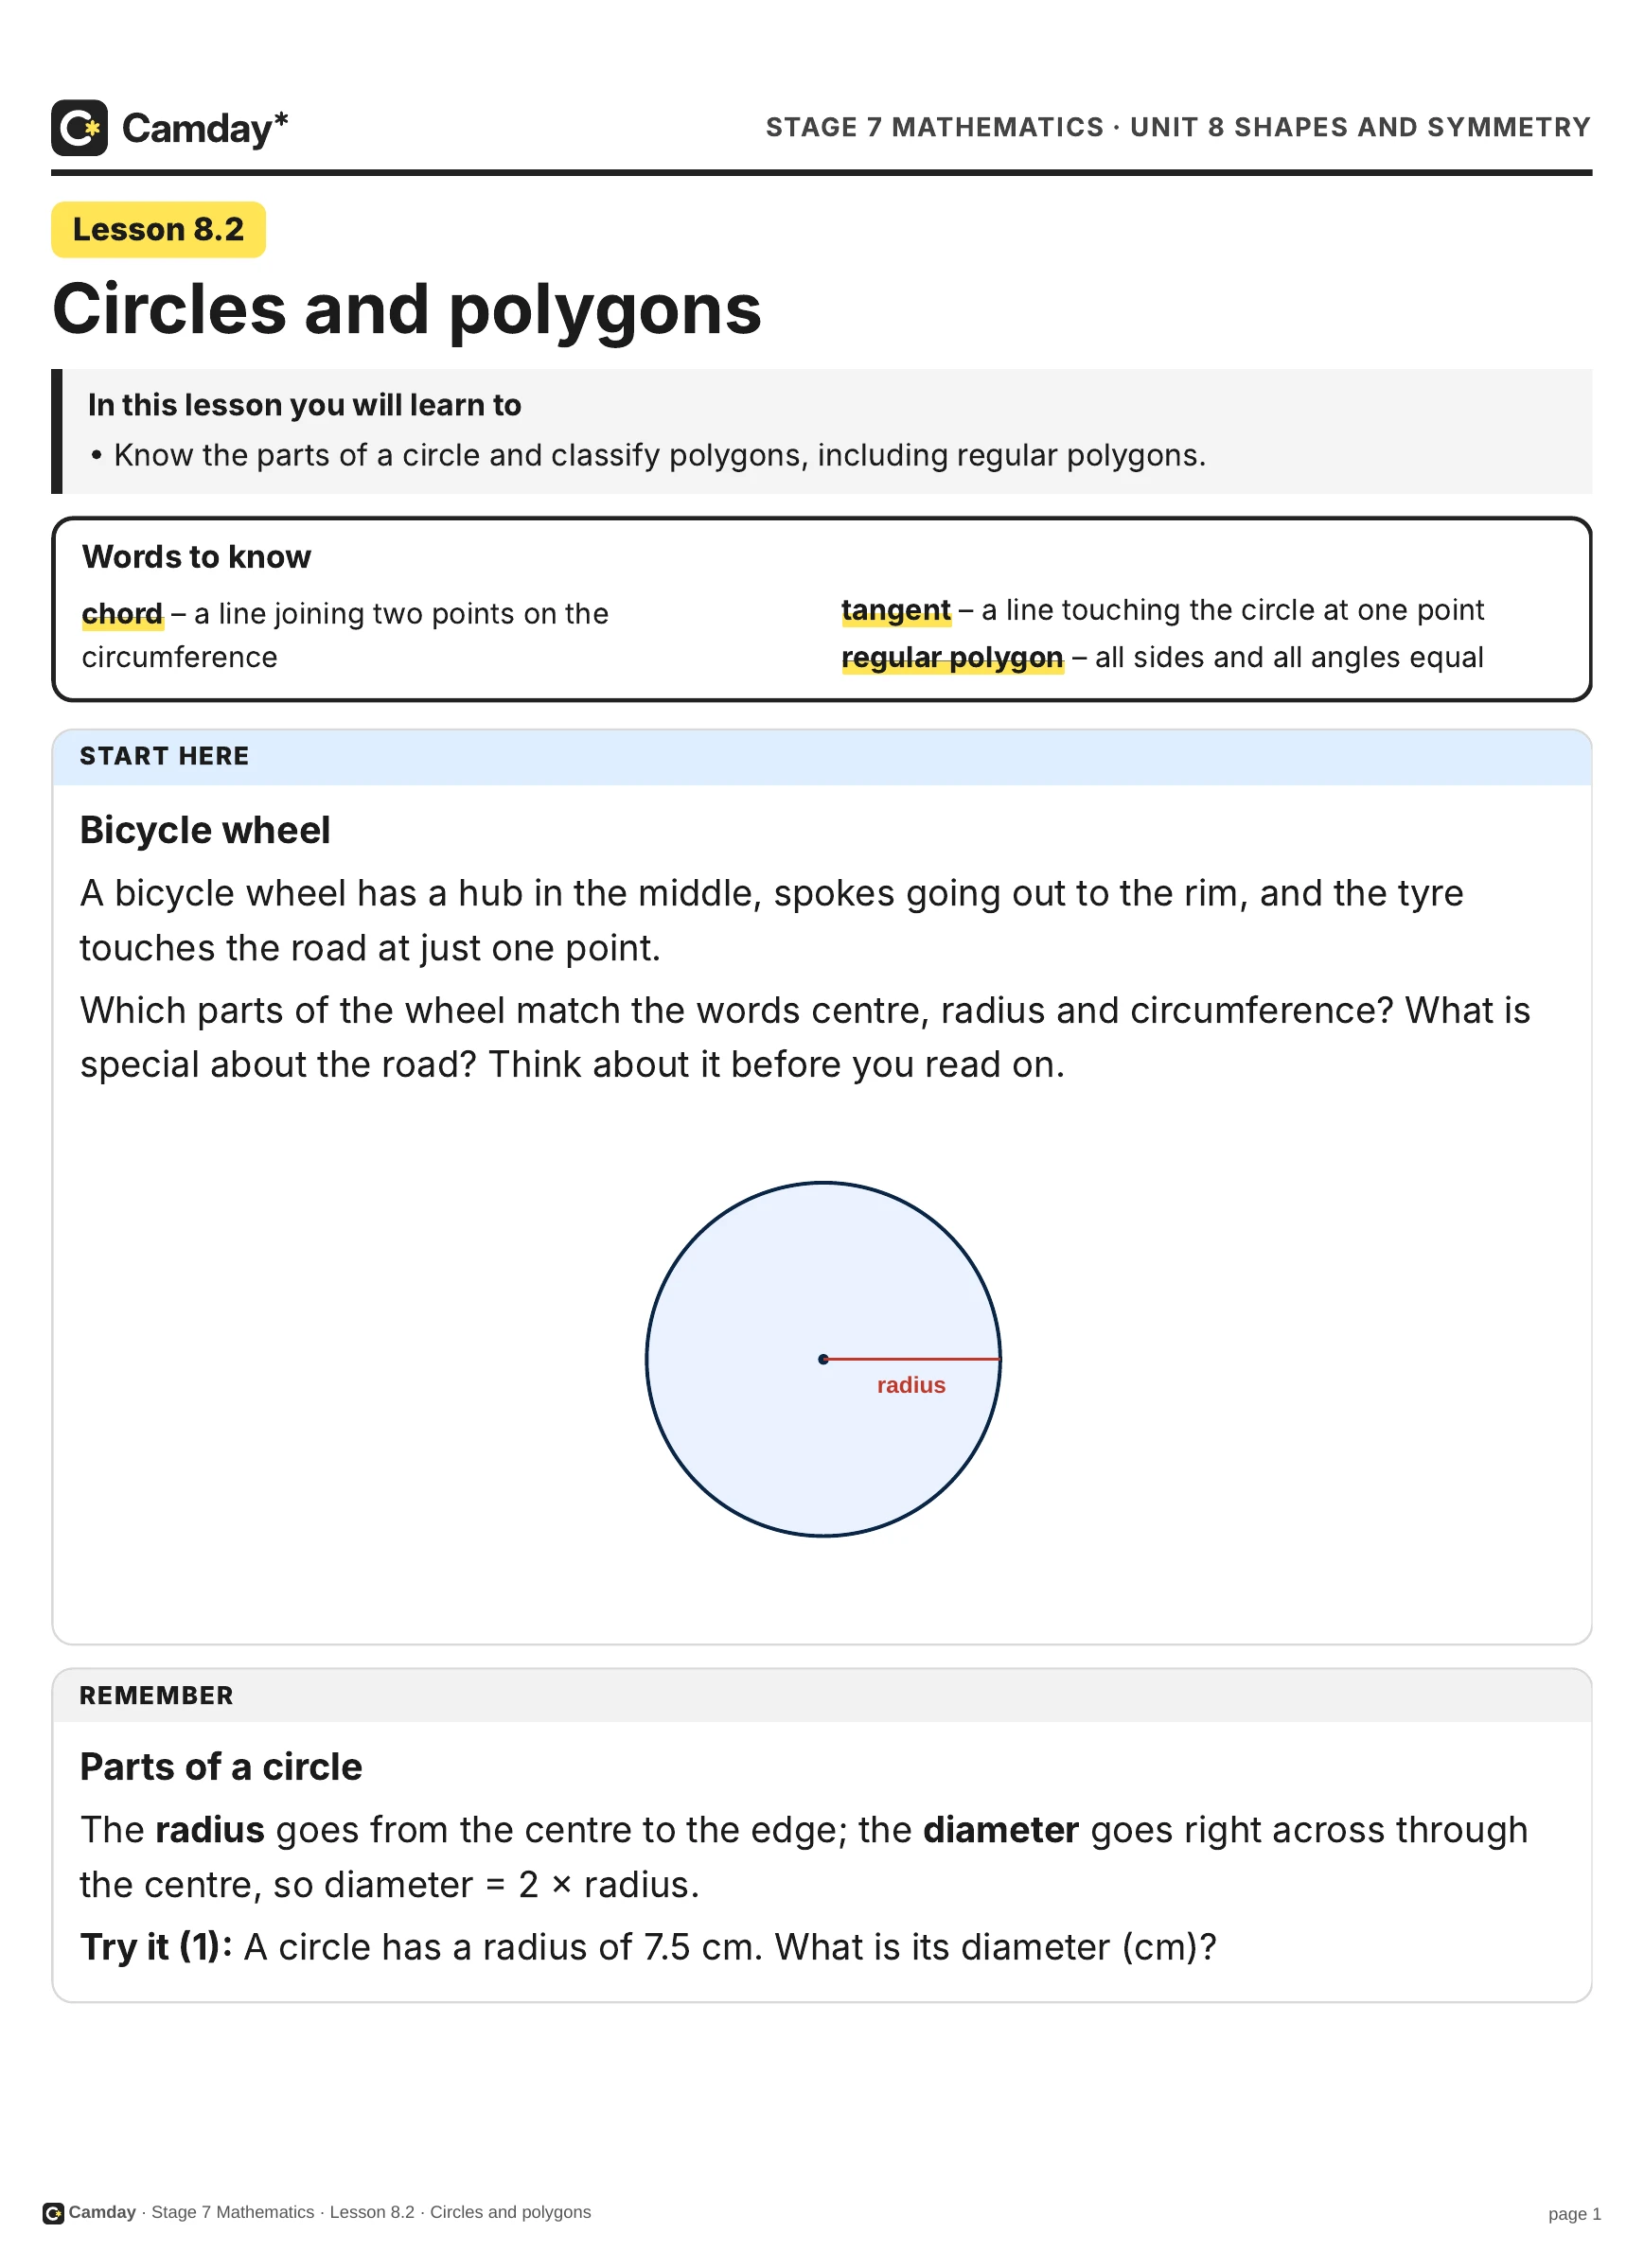 Camday*
STAGE 7 MATHEMATICS · UNIT 8 SHAPES AND SYMMETRY
Lesson 8.2
Circles and polygons
In this lesson you will learn to
• Know the parts of a circle and classify polygons, including regular polygons.
Words to know
chord – a line joining two points on the
circumference
tangent – a line touching the circle at one point
regular polygon – all sides and all angles equal
START HERE
Bicycle wheel
A bicycle wheel has a hub in the middle, spokes going out to the rim, and the tyre
touches the road at just one point.
Which parts of the wheel match the words centre, radius and circumference? What is
special about the road? Think about it before you read on.
radius
REMEMBER
Parts of a circle
The radius goes from the centre to the edge; the diameter goes right across through
the centre, so diameter = 2 × radius.
Try it (1): A circle has a radius of 7.5 cm. What is its diameter (cm)?
Camday · Stage 7 Mathematics · Lesson 8.2 · Circles and polygons
page 1